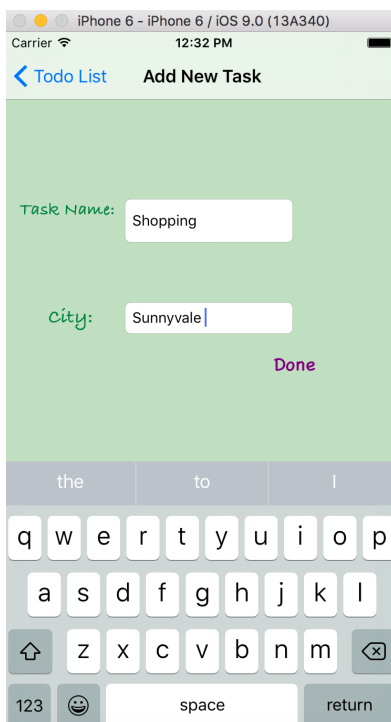 iPhone 6 - iPhone 6 / iOS 9.0 (13A340)
Carrier 12:32 PM
Todo List Add New Task
Task Name: Shopping
City: Sunnyvale
Done
the to I
q w e r t y u i o p
a s d f g h j k l
z x c v b n m
123 space return